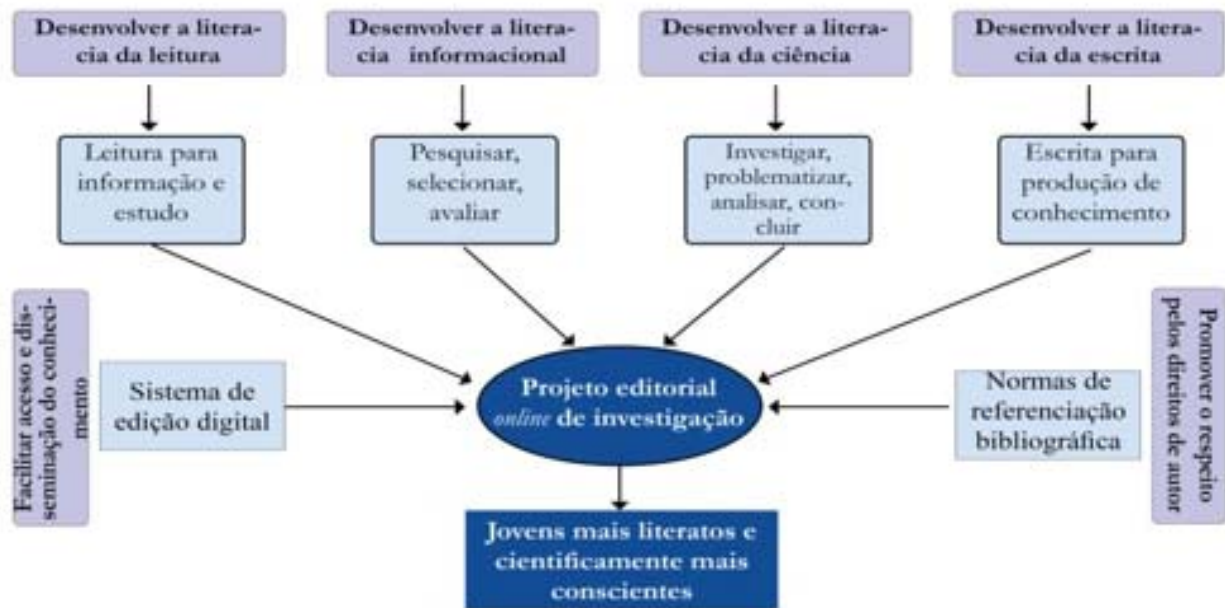 Desenvolver a litera-
cia da leitura
Desenvolver a litera-
cia informacional
Desenvolver a litera-
cia da ciência
Desenvolver a litera-
cia da escrita
Leitura para
informação e
estudo
Pesquisar,
selecionar,
avaliar
Investigar,
problematizar,
analisar, con-
cluir
Escrita para
produção de
conhecimento
Facilitar acesso e dis-
seminação do conheci-
mento
Sistema de
edição digital
Projeto editorial
online de investigação
Normas de
referenciação
bibliográfica
Promover o respeito
pelos direitos de autor
Jovens mais literatos e
cientificamente mais
conscientes